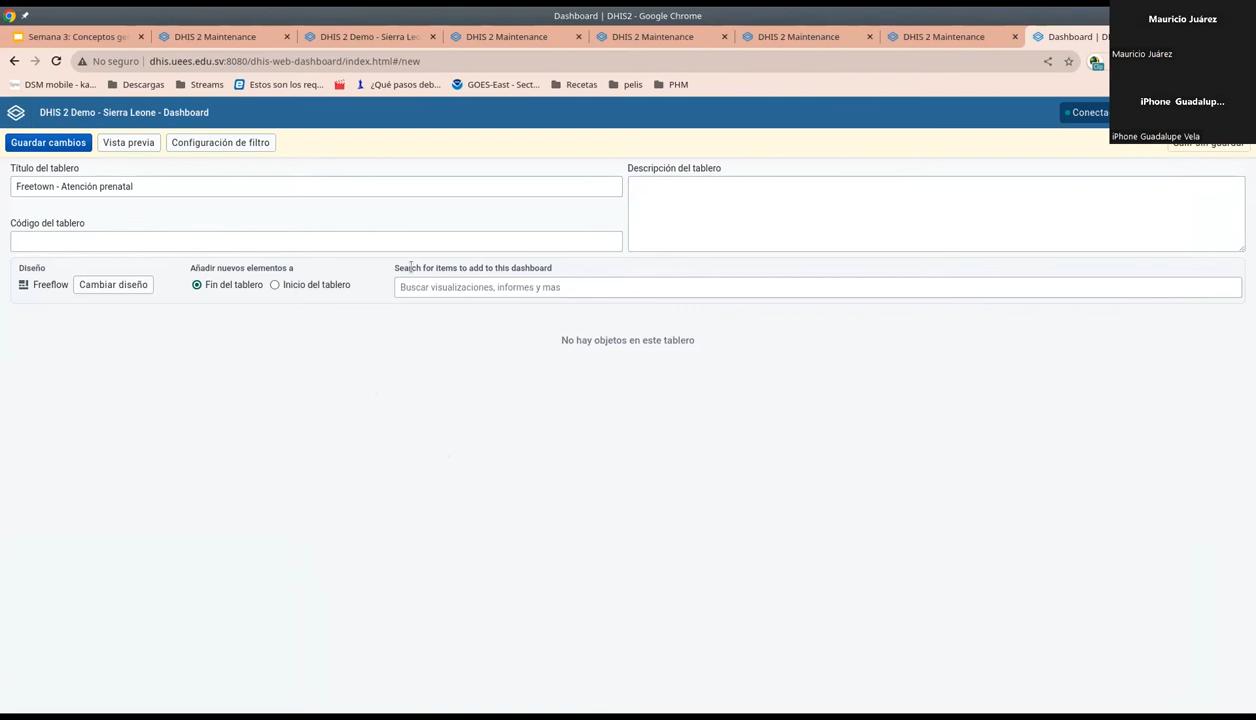 Dashboard | DHIS2 - Google Chrome
Semana 3: Conceptos ge
DHIS 2 Maintenance
DHIS 2 Demo - Sierra Leo
DHIS 2 Maintenance
DHIS 2 Maintenance
DHIS 2 Maintenance
DHIS 2 Maintenance
Dashboard | D
No seguro
dhis.uees.edu.sv:8080/dhis-web-dashboard/index.html#/new
DSM mobile - ka...
Descargas
Streams
Estos son los req...
¿Qué pasos deb...
GOES-East - Sect...
Recetas
pelis
PHM
Mauricio Juárez
Mauricio Juárez
iPhone Guadalup...
iPhone Guadalupe Vela
DHIS 2 Demo - Sierra Leone - Dashboard
Conecta
Guardar cambios
Vista previa
Configuración de filtro
Título del tablero
Freetown - Atención prenatal
Código del tablero
Descripción del tablero
Diseño
Freeflow
Cambiar diseño
Añadir nuevos elementos a
Fin del tablero
Inicio del tablero
Search for items to add to this dashboard
Buscar visualizaciones, informes y mas
No hay objetos en este tablero